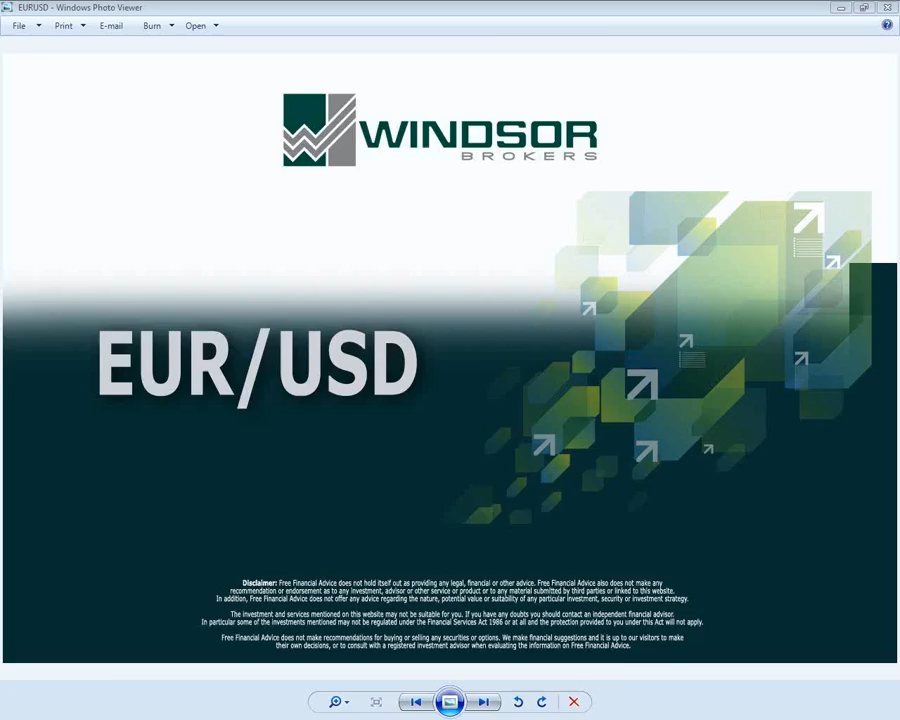 EURUSD - Windows Photo Viewer
File Print E-mail Burn Open
WINDSOR
BROKERS
EUR/USD
Disclaimer: Free Financial Advice does not hold itself out as providing any legal, financial or other advice. Free Financial Advice also does not make any
recommendation or endorsement as to any investment, advisor or other service or product or to any material submitted by third parties or linked to this website.
In addition, Free Financial Advice does not offer any advice regarding the nature, potential value or suitability of any particular investment, security or investment strategy.
The investment and services mentioned on this website may not be suitable for you. If you have any doubts you should contact an independent financial advisor.
In particular some of the investments mentioned may not be regulated under the Financial Services Act 1986 or at all and the protection provided to you under this Act will not apply.
Free Financial Advice does not make recommendations for buying or selling any securities or options. We make financial suggestions and it is up to our visitors to make
their own decisions, or to consult with a registered investment advisor when evaluating the information on Free Financial Advice.